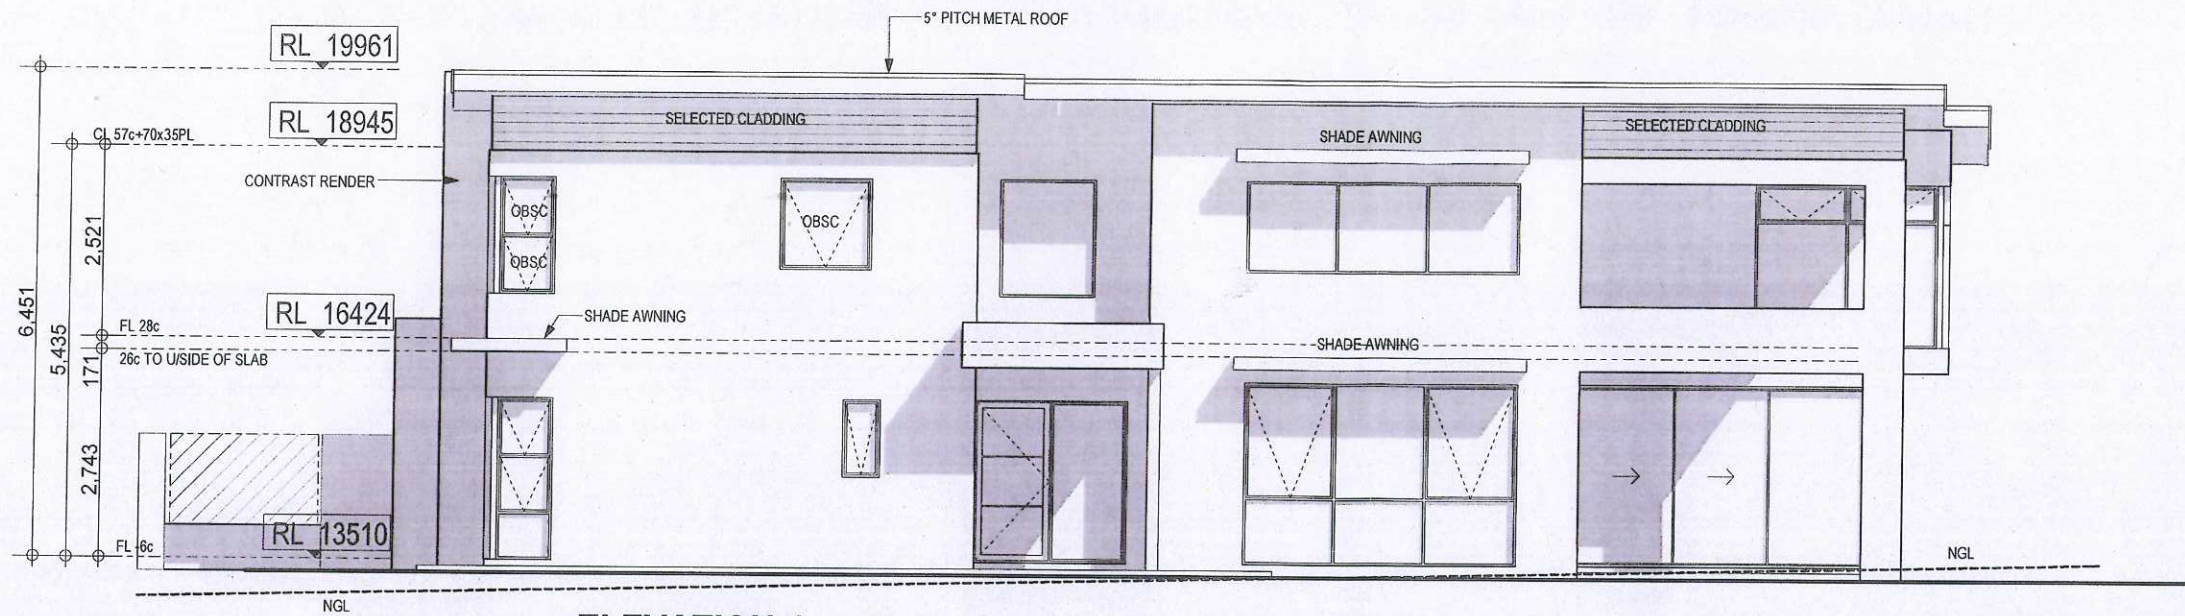 5° PITCH METAL ROOF
RL 19961
RL 18945
CL 57c+70x35PL
SELECTED CLADDING
SHADE AWNING
SELECTED CLADDING
CONTRAST RENDER
OBSC
OBSC
OBSC
2,521
6,451
5,435
RL 16424
FL 28c
SHADE AWNING
171
26c TO U/SIDE OF SLAB
SHADE AWNING
2,743
RL 13510
FL -6c
NGL
NGL